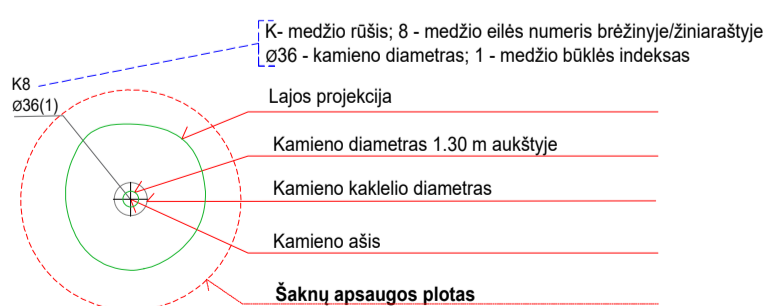 K- medžio rūšis; 8 - medžio eilės numeris brėžinyje/žiniaraštyje
Ø36 - kamieno diametras; 1 - medžio būklės indeksas
K8
Ø36(1)
Lajos projekcija
Kamieno diametras 1.30 m aukštyje
Kamieno kaklelio diametras
Kamieno ašis
Šaknų apsaugos plotas